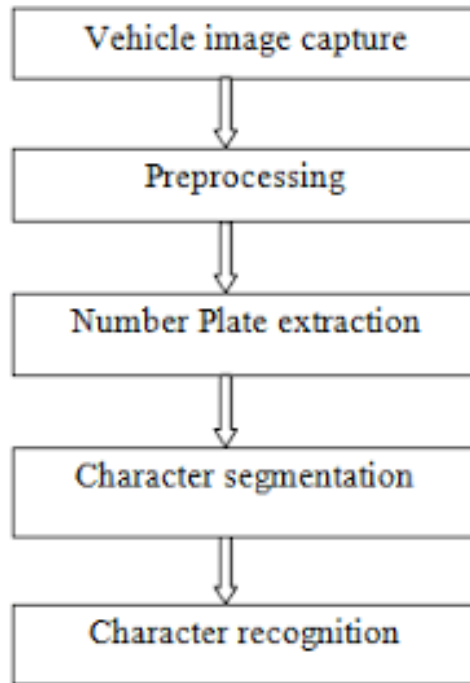 Vehicle image capture
Preprocessing
Number Plate extraction
Character segmentation
Character recognition